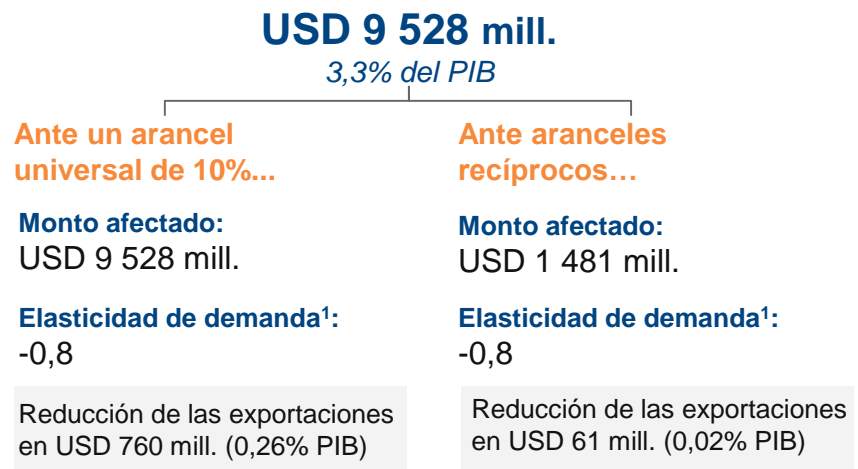 USD 9 528 mill.
3,3% del PIB
Ante un arancel
universal de 10%...
Monto afectado:
USD 9 528 mill.
Elasticidad de demanda¹:
-0,8
Reducción de las exportaciones
en USD 760 mill. (0,26% PIB)
Ante aranceles
recíprocos…
Monto afectado:
USD 1 481 mill.
Elasticidad de demanda¹:
-0,8
Reducción de las exportaciones
en USD 61 mill. (0,02% PIB)